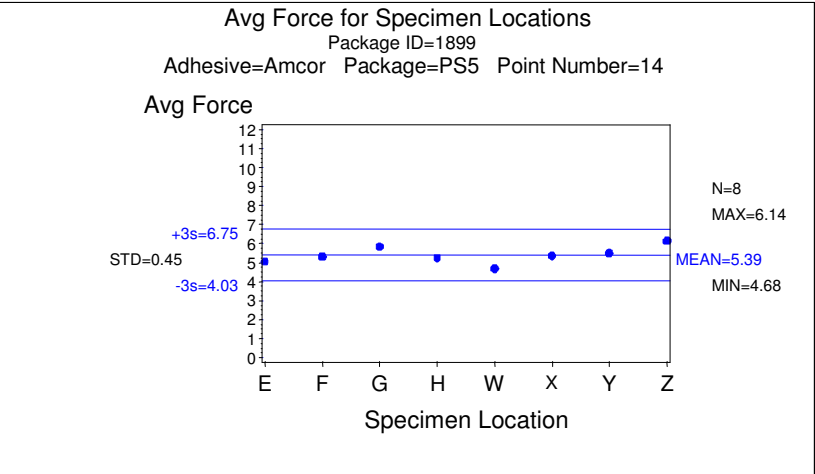 Avg Force for Specimen Locations
Package ID=1899
Adhesive=Amcor Package=PS5 Point Number=14
Avg Force
12
11
10
9
8
7
6
5
4
3
2
1
0
+3s=6.75
STD=0.45
-3s=4.03
N=8
MAX=6.14
MEAN=5.39
MIN=4.68
E F G H W X Y Z
Specimen Location